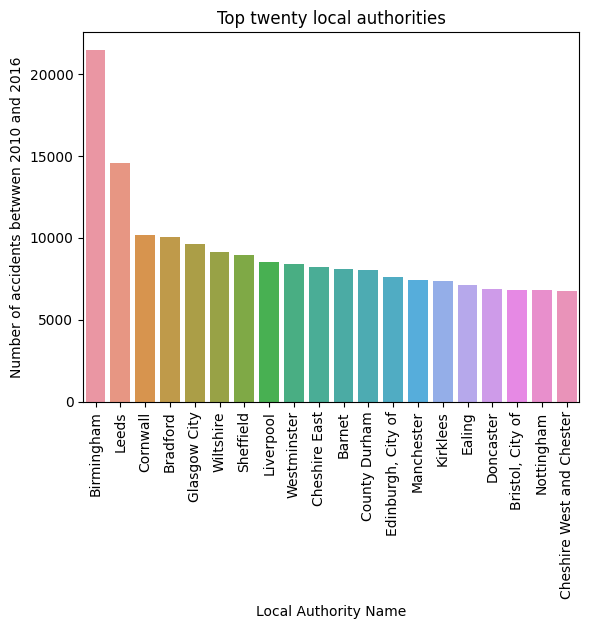 Top twenty local authorities
Number of accidents betwwen 2010 and 2016
20000
15000
10000
5000
0
Birmingham
Leeds
Cornwall
Bradford
Glasgow City
Wiltshire
Sheffield
Liverpool
Westminster
Cheshire East
Barnet
County Durham
Edinburgh, City of
Manchester
Kirklees
Ealing
Doncaster
Bristol, City of
Nottingham
Cheshire West and Chester
Local Authority Name